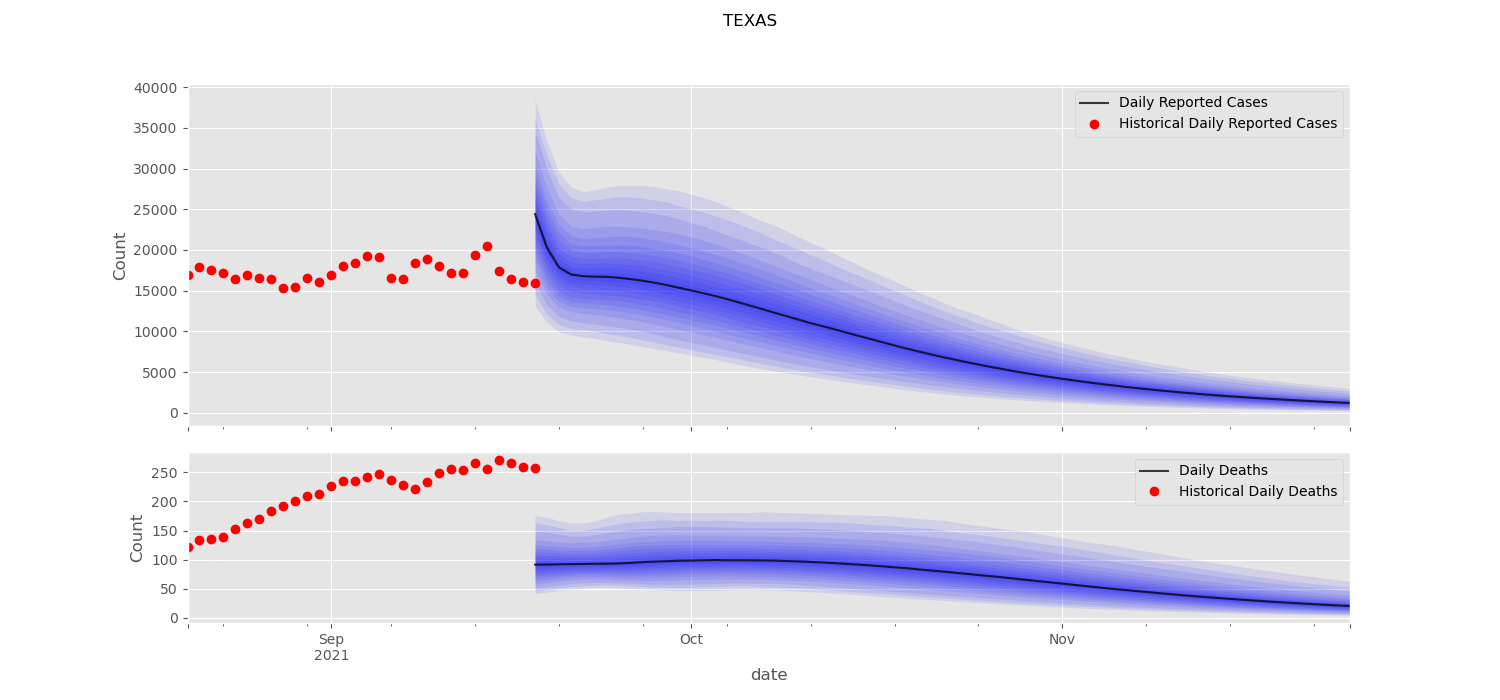 TEXAS
40000
35000
30000
25000
20000
15000
10000
5000
0
Count
Daily Reported Cases
Historical Daily Reported Cases
250
200
150
100
50
0
Count
Daily Deaths
Historical Daily Deaths
Sep
2021
Oct
Nov
date